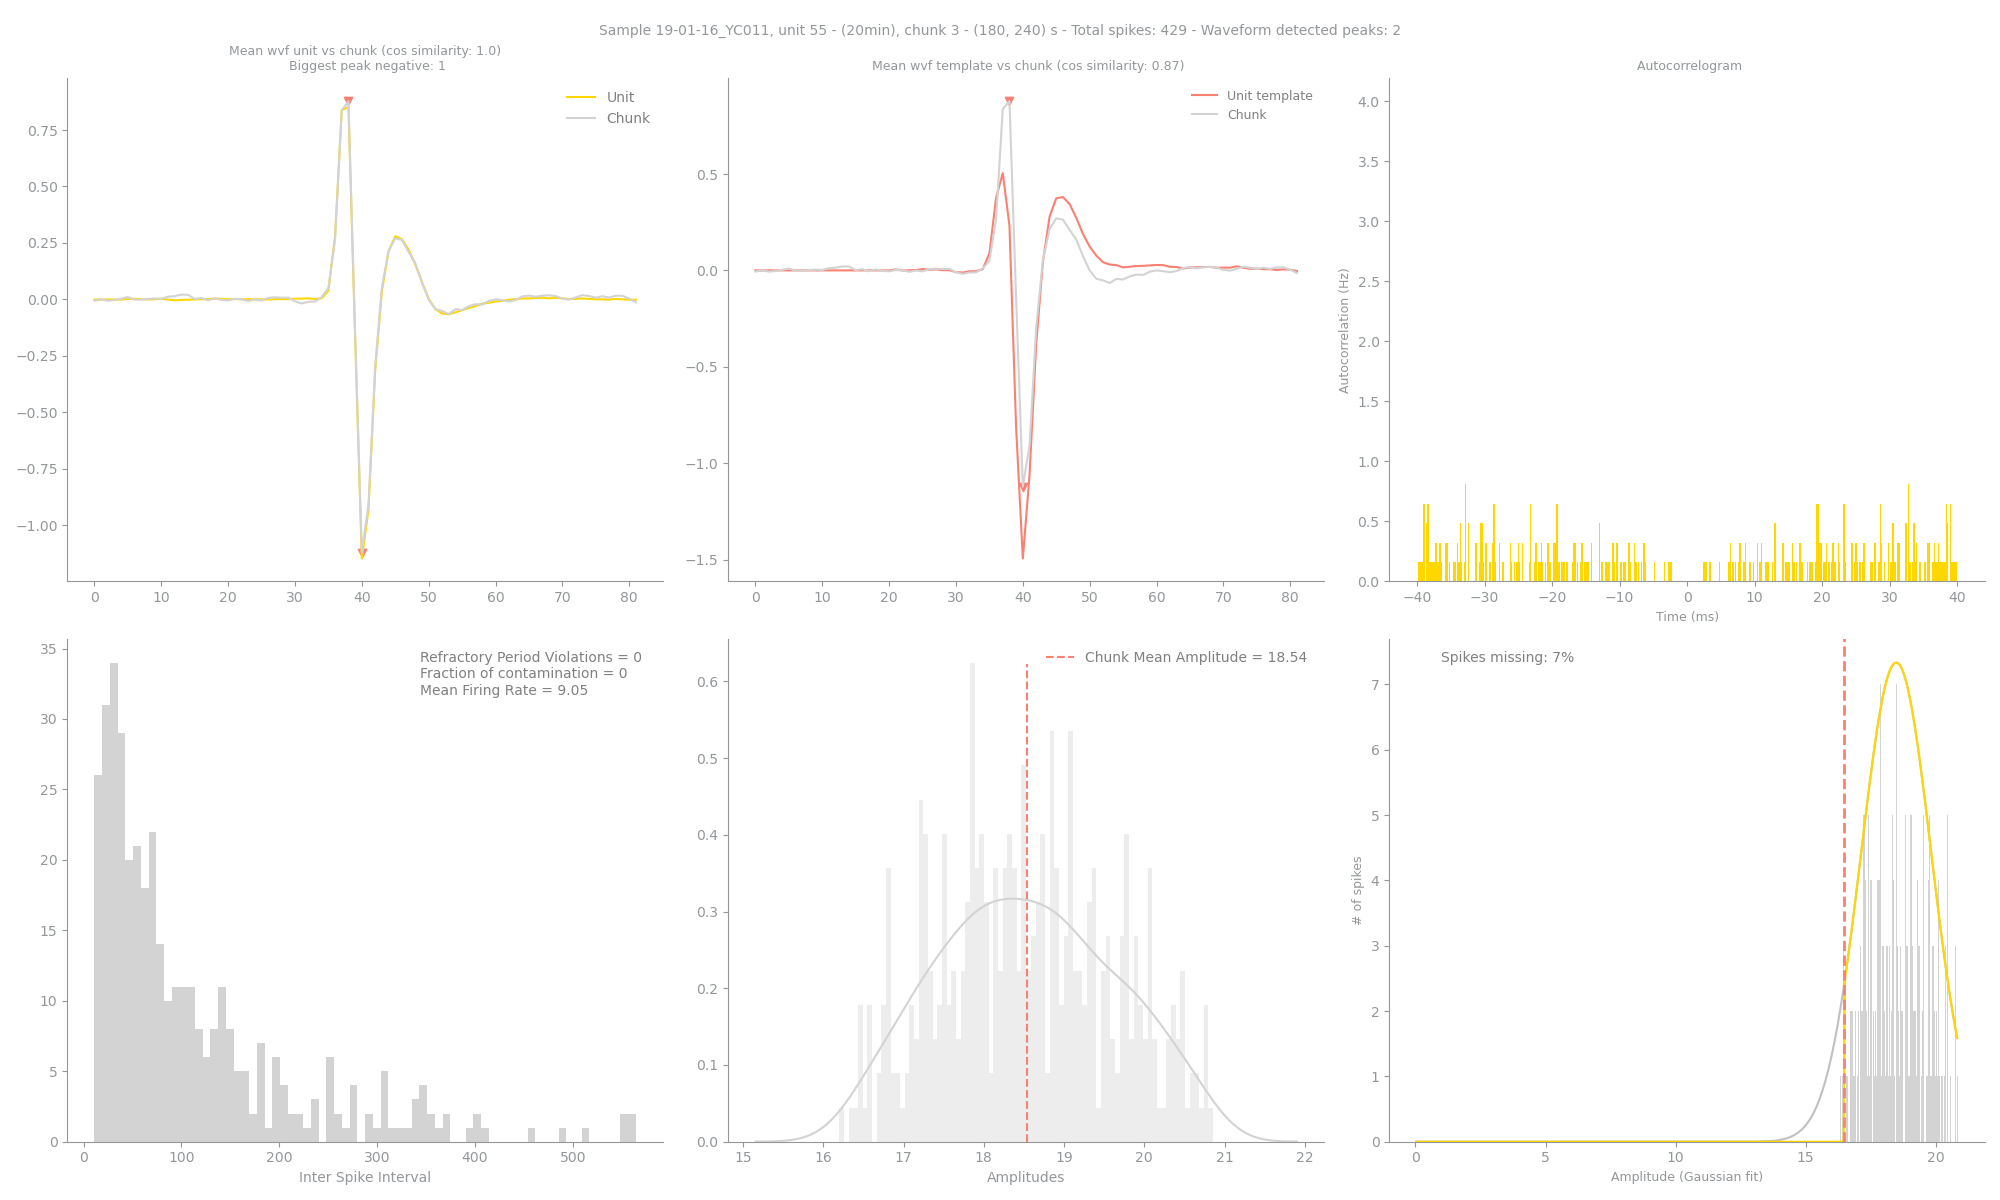 Sample 19-01-16_YC011, unit 55 - (20min), chunk 3 - (180, 240) s - Total spikes: 429 - Waveform detected peaks: 2
Mean wvf unit vs chunk (cos similarity: 1.0)
Biggest peak negative: 1
Unit
Chunk
0.75
0.50
0.25
0.00
−0.25
−0.50
−0.75
−1.00
0 10 20 30 40 50 60 70 80
Mean wvf template vs chunk (cos similarity: 0.87)
Unit template
Chunk
0.5
0.0
−0.5
−1.0
−1.5
0 10 20 30 40 50 60 70 80
Autocorrelogram
Autocorrelation (Hz)
4.0
3.5
3.0
2.5
2.0
1.5
1.0
0.5
0.0
−40 −30 −20 −10 0 10 20 30 40
Time (ms)
Refractory Period Violations = 0
Fraction of contamination = 0
Mean Firing Rate = 9.05
35
30
25
20
15
10
5
0
0 100 200 300 400 500
Inter Spike Interval
Chunk Mean Amplitude = 18.54
0.6
0.5
0.4
0.3
0.2
0.1
0.0
15 16 17 18 19 20 21 22
Amplitudes
Spikes missing: 7%
# of spikes
7
6
5
4
3
2
1
0
0 5 10 15 20
Amplitude (Gaussian fit)